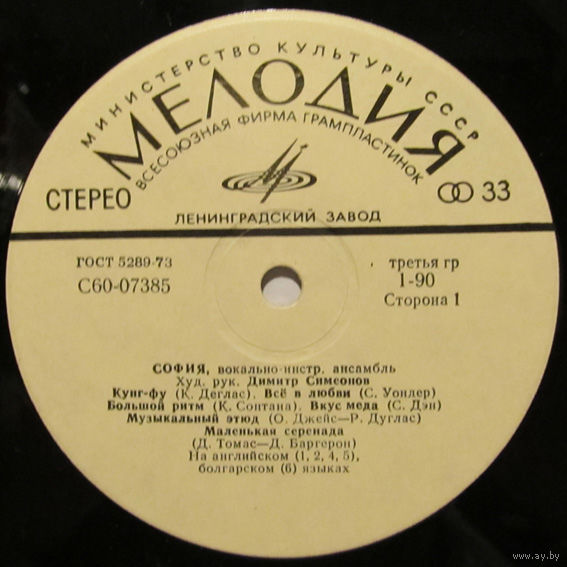 МИНИСТЕРСТВО КУЛЬТУРЫ СССР
МЕЛОДИЯ
ВСЕСОЮЗНАЯ ФИРМА ГРАМПЛАСТИНОК
СТЕРЕО
33
ЛЕНИНГРАДСКИЙ ЗАВОД
ГОСТ 5289-73
третья гр
С60-07385
1-90
Сторона 1
СОФИЯ, вокально-инстр. ансамбль
Худ. рук. Димитр Симеонов
Кунг-фу (К. Деглас). Всё в любви (С. Уонлер)
Большой ритм (К. Сонтана). Вкус меда (С. Дэн)
Музыкальный этюд (О. Джейс—Р. Дуглас)
Маленькая серенада
(Д. Томас—Д. Баргерон)
На английском (1, 2, 4, 5),
болгарском (6) языках
www.ay.by